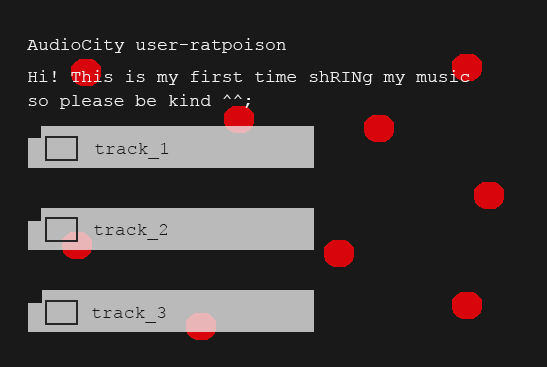 AudioCity user-ratpoison
Hi! This is my first time shRINg my music
so please be kind ^^;
track_1
track_2
track_3